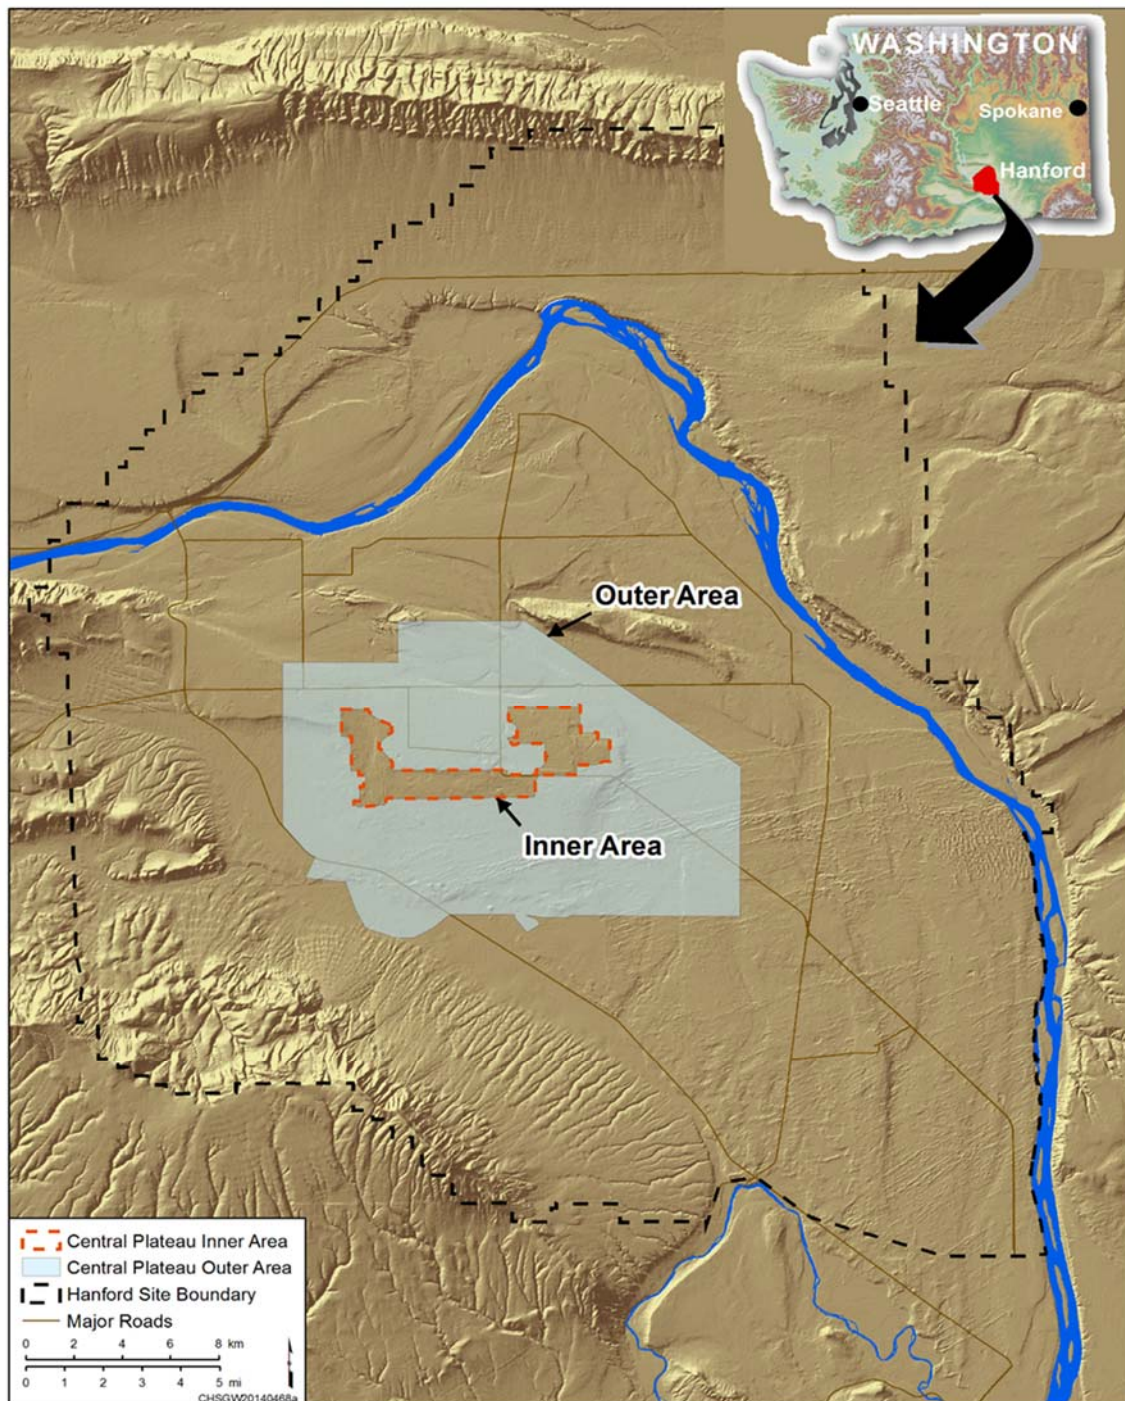 WASHINGTON
Seattle
Spokane
Hanford
Outer Area
Inner Area
Central Plateau Inner Area
Central Plateau Outer Area
Hanford Site Boundary
Major Roads
0 2 4 6 8 km
0 1 2 3 4 5 mi
CHSGW20140468a